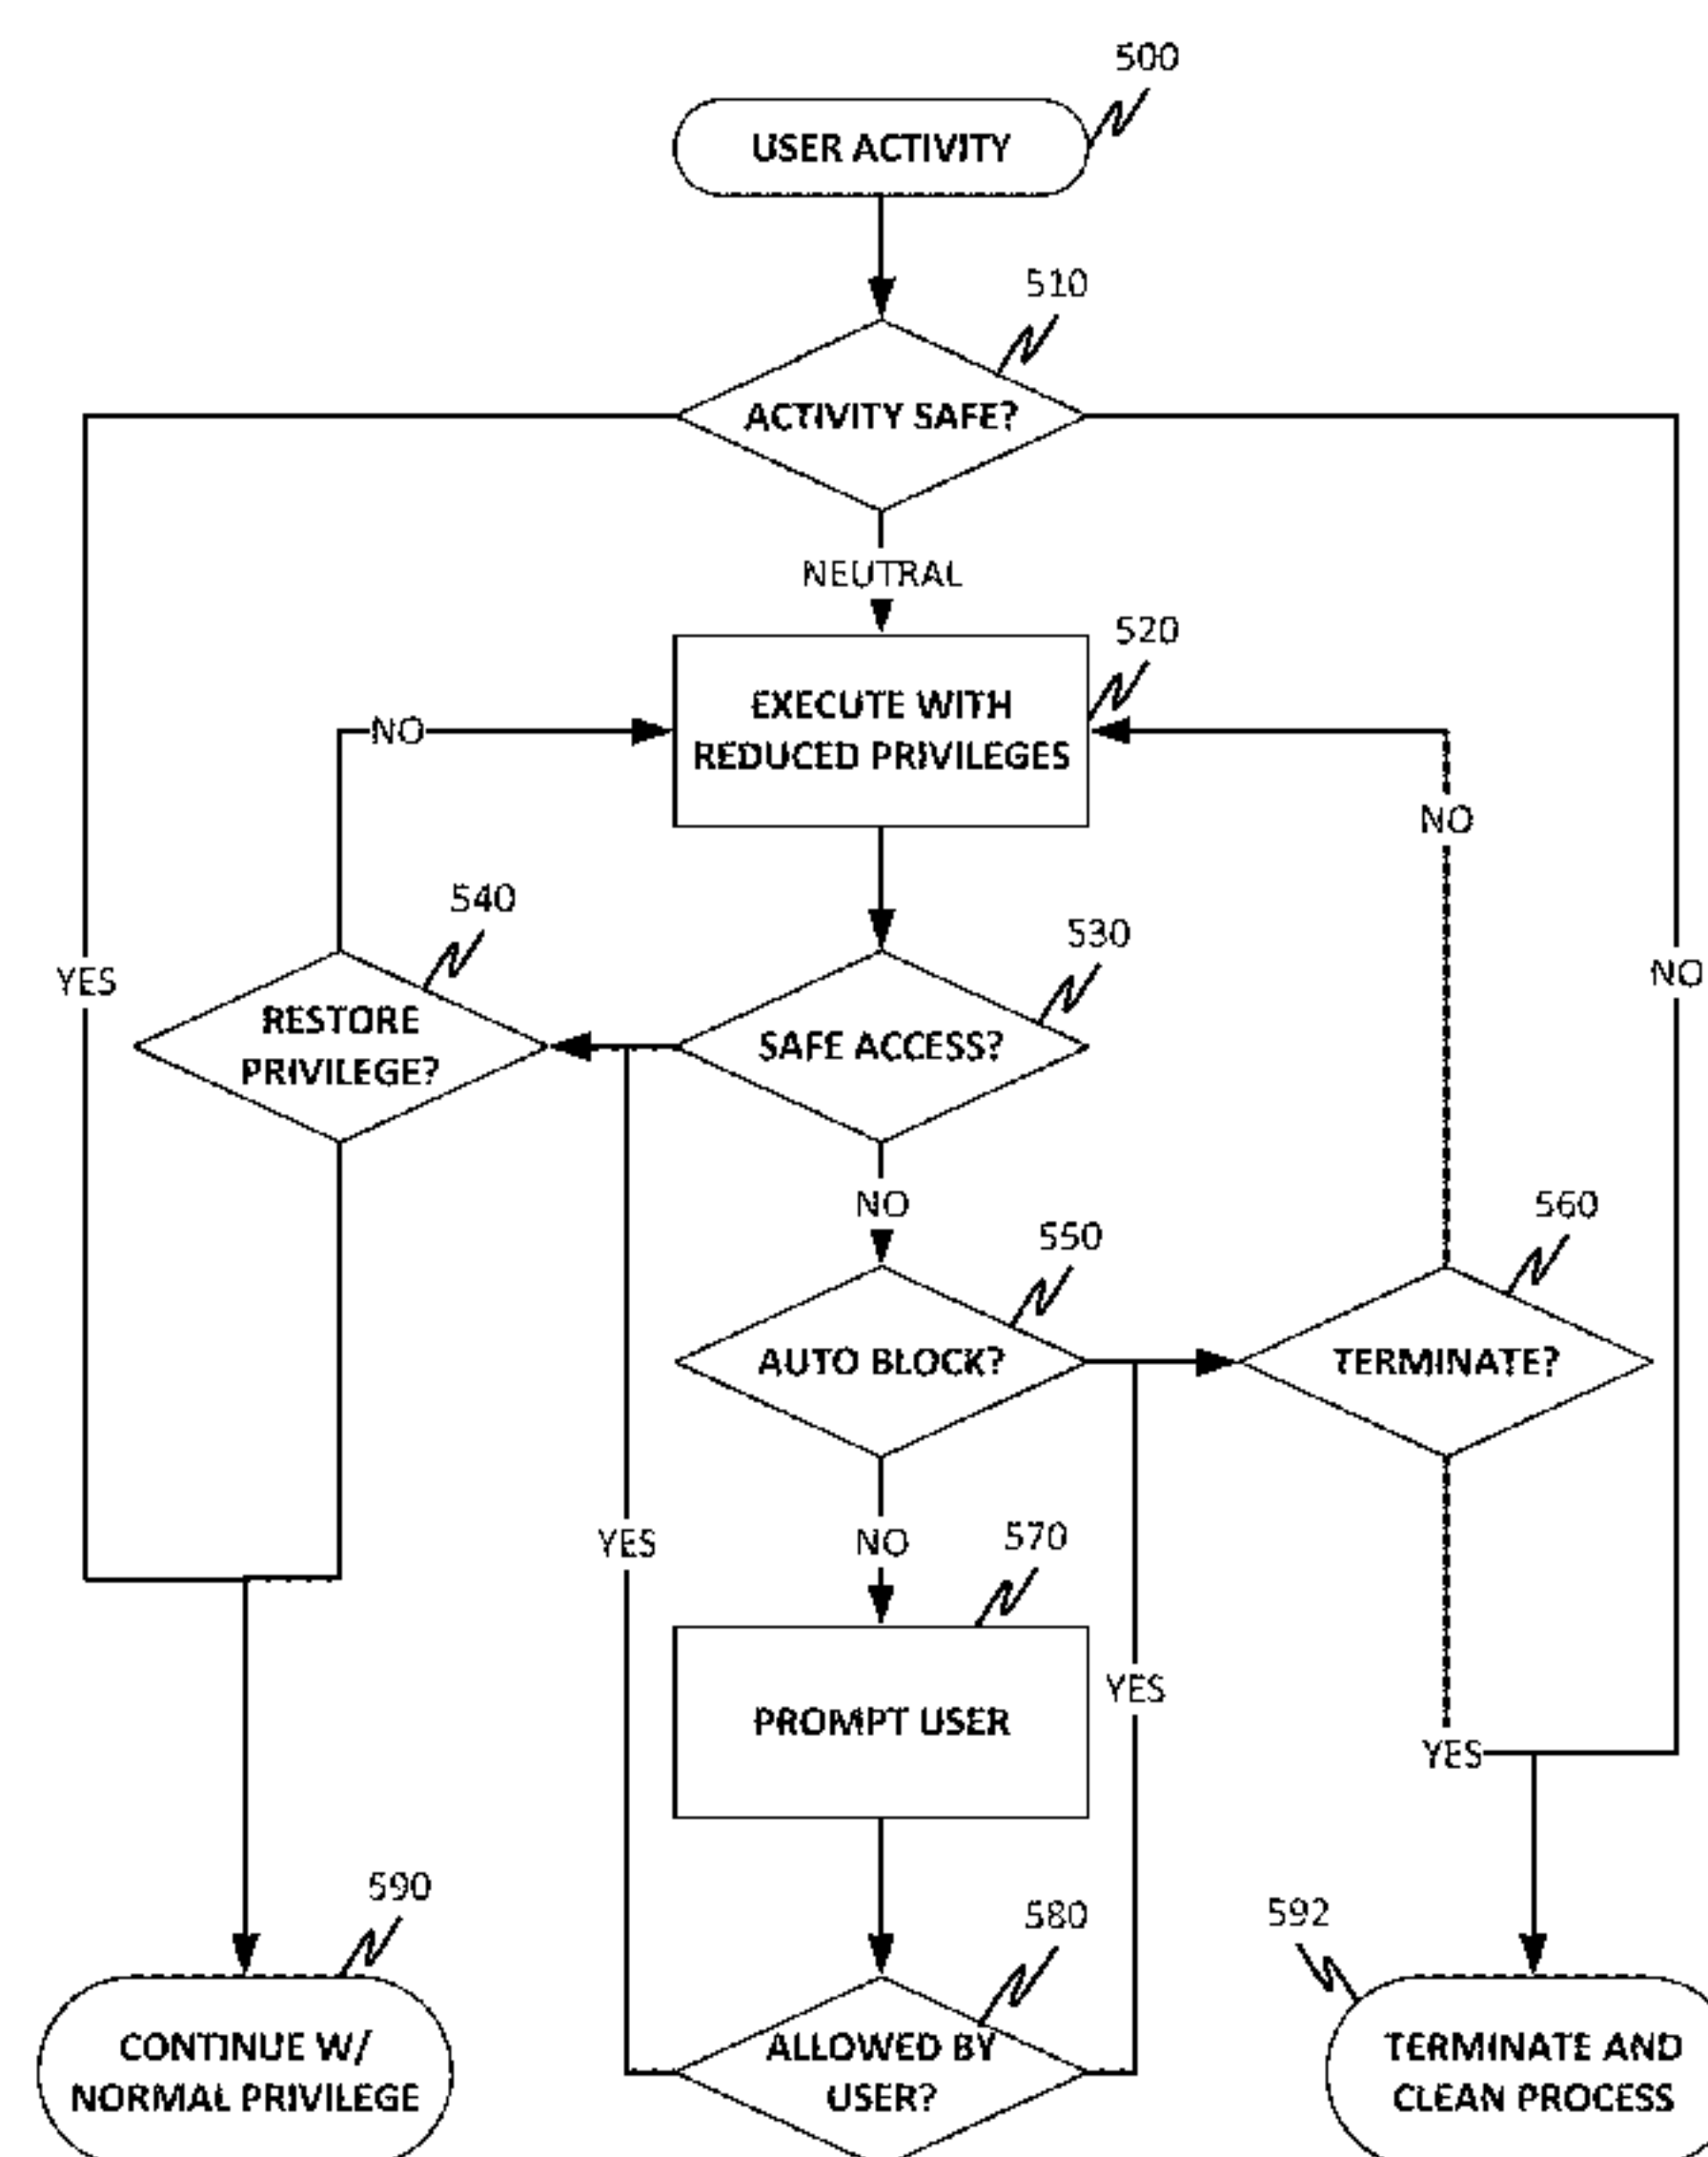 500
USER ACTIVITY
510
ACTIVITY SAFE?
NEUTRAL
520
EXECUTE WITH
REDUCED PRIVILEGES
NO
NO
540
530
YES
NO
RESTORE
PRIVILEGE?
SAFE ACCESS?
NO
550
560
AUTO BLOCK?
TERMINATE?
YES
NO
570
YES
PROMPT USER
YES
590
580
592
CONTINUE W/
NORMAL PRIVILEGE
ALLOWED BY
USER?
TERMINATE AND
CLEAN PROCESS